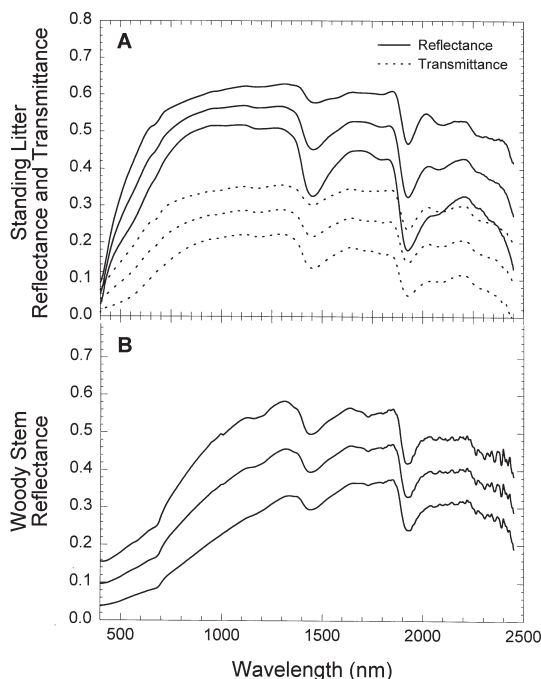 0.8
0.7
0.6
0.5
0.4
0.3
0.2
0.1
0.0
A
Reflectance
Transmittance
Standing Litter
Reflectance and Transmittance
B
0.7
0.6
0.5
0.4
0.3
0.2
0.1
0.0
Woody Stem
Reflectance
500
1000
1500
2000
2500
Wavelength (nm)